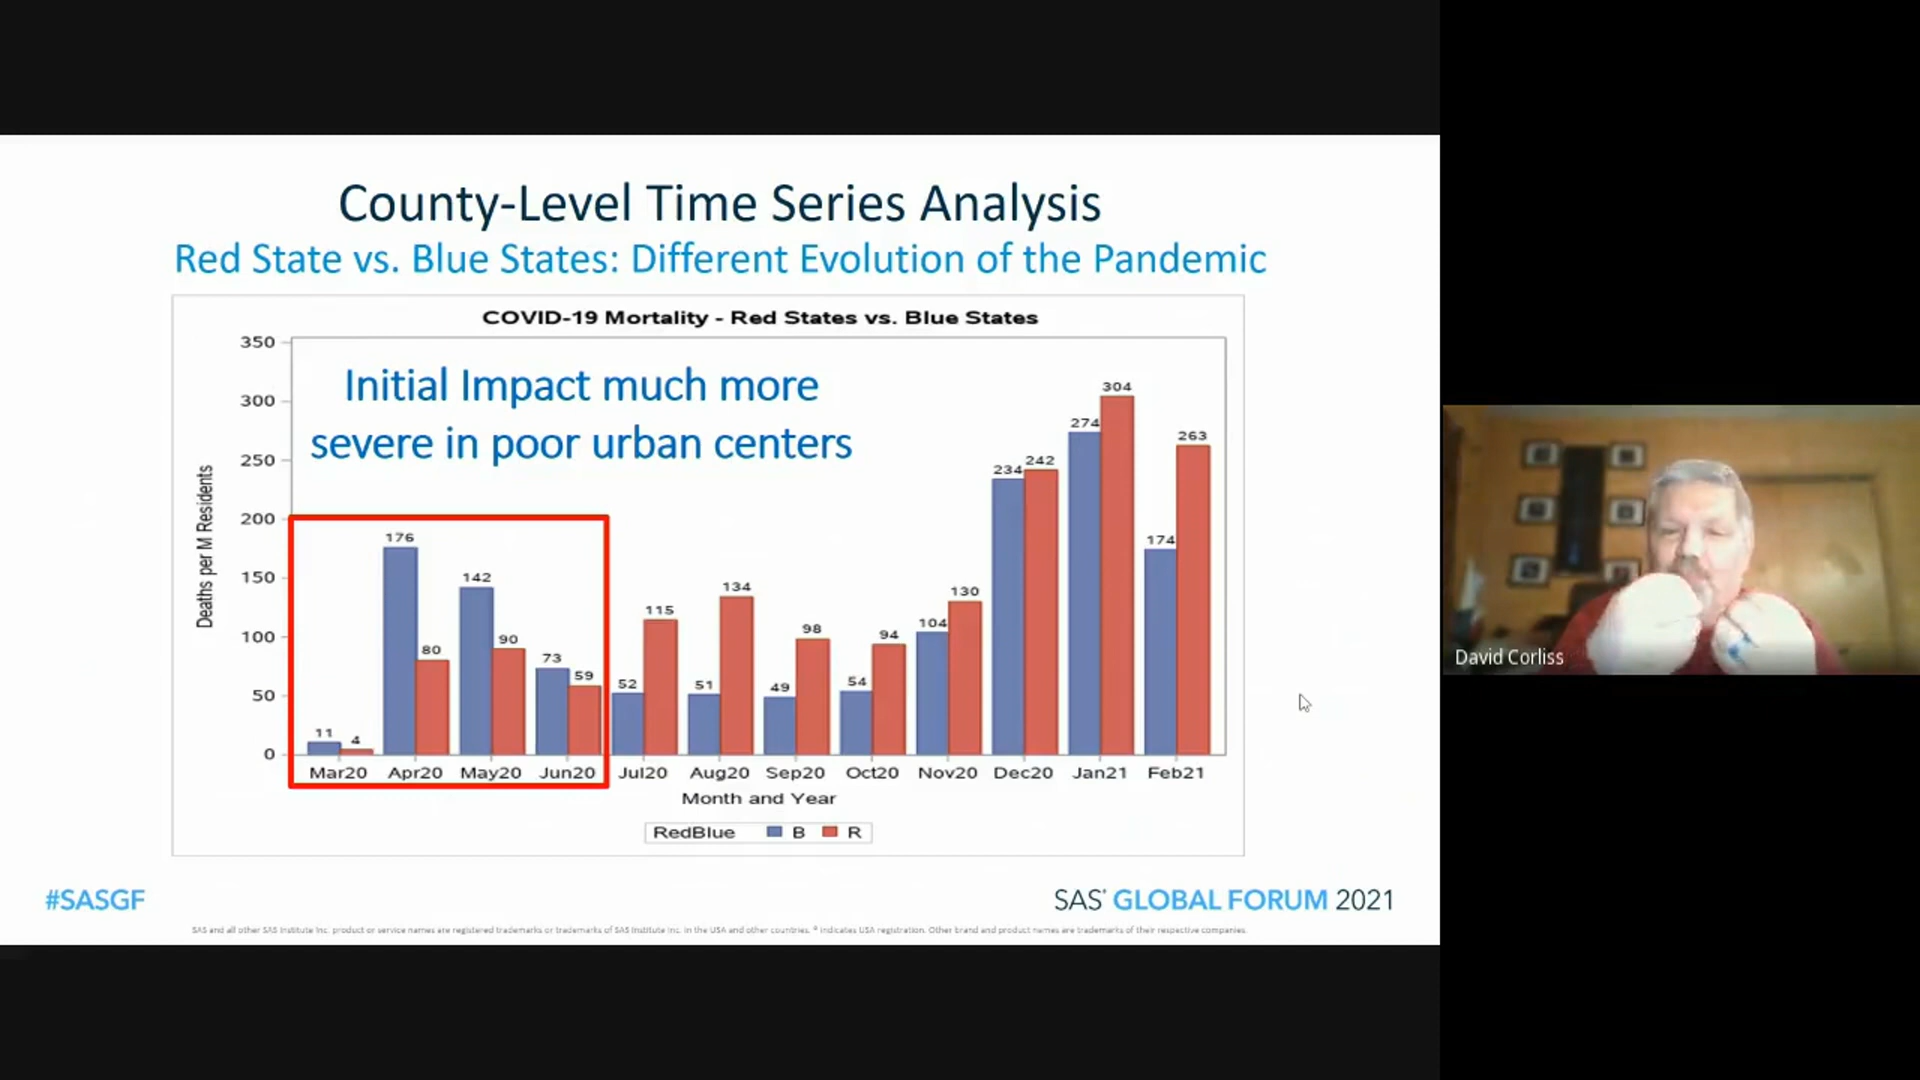 County-Level Time Series Analysis
Red State vs. Blue States: Different Evolution of the Pandemic
COVID-19 Mortality - Red States vs. Blue States
Initial Impact much more
severe in poor urban centers
Deaths per M Residents
350
300
250
200
150
100
50
0
11 4 176 80 142 90 73 59 52 115 51 134 49 98 54 94 104 130 234 242 274 304 174 263
Mar20 Apr20 May20 Jun20 Jul20 Aug20 Sep20 Oct20 Nov20 Dec20 Jan21 Feb21
Month and Year
RedBlue B R
#SASGF
SAS® GLOBAL FORUM 2021
SAS and all other SAS Institute Inc. product or service names are registered trademarks or trademarks of SAS Institute Inc. in the USA and other countries. ® indicates USA registration. Other brand and product names are trademarks of their respective companies.
David Corliss